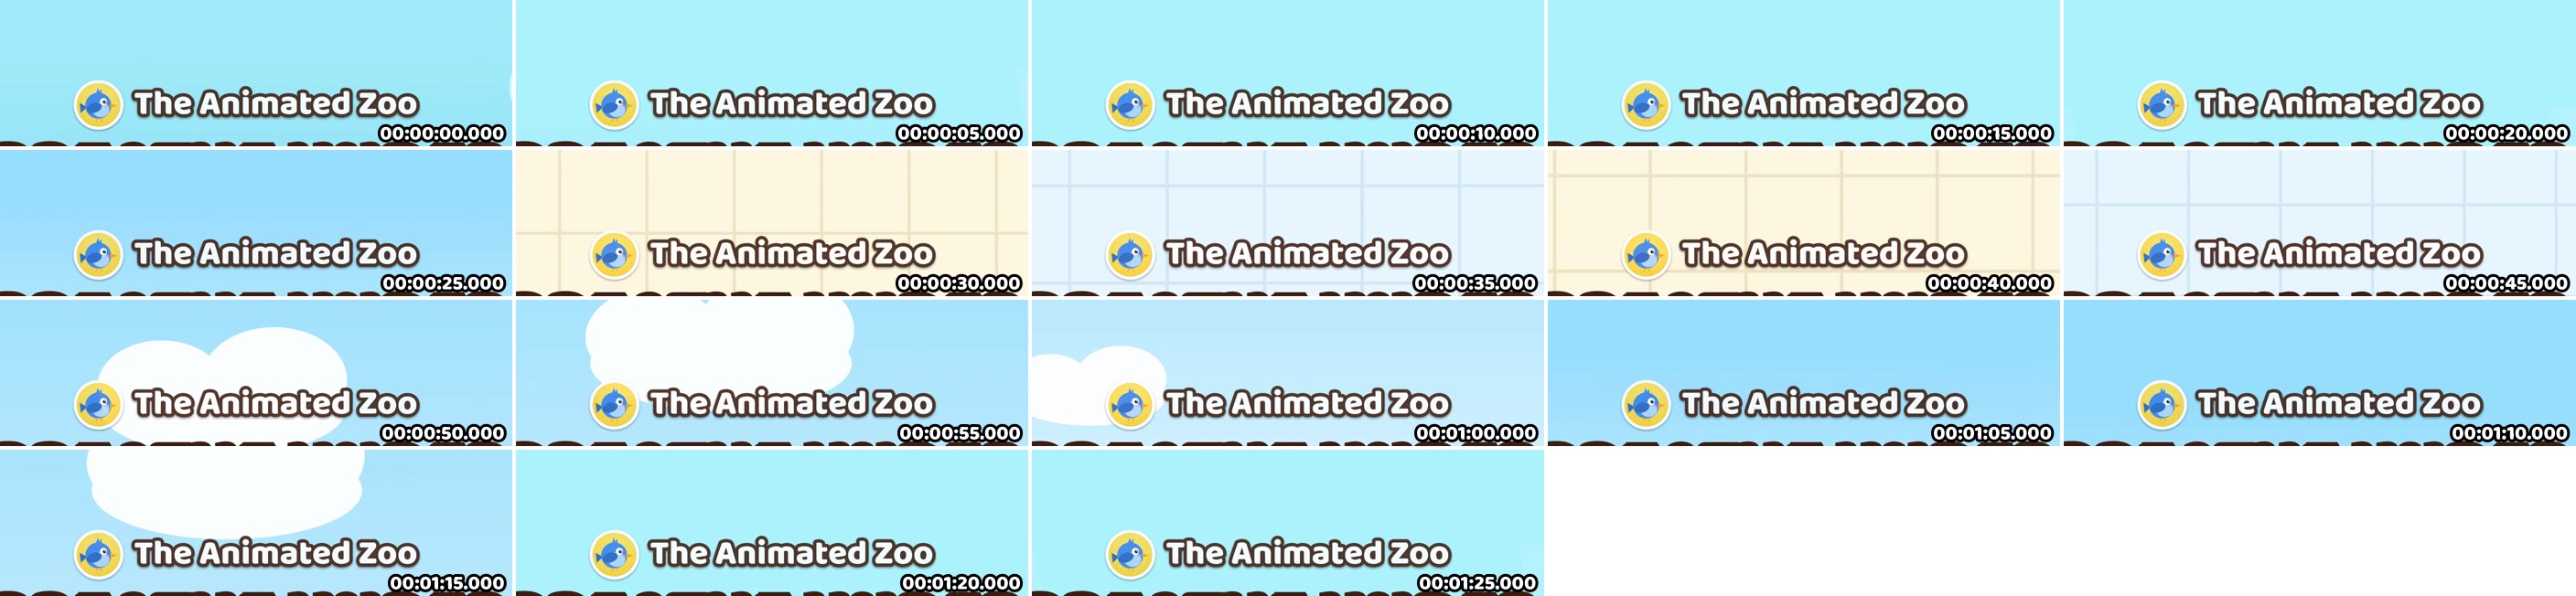 The Animated Zoo
00:00:00.000
The Animated Zoo
00:00:05.000
The Animated Zoo
00:00:10.000
The Animated Zoo
00:00:15.000
The Animated Zoo
00:00:20.000
The Animated Zoo
00:00:25.000
The Animated Zoo
00:00:30.000
The Animated Zoo
00:00:35.000
The Animated Zoo
00:00:40.000
The Animated Zoo
00:00:45.000
The Animated Zoo
00:00:50.000
The Animated Zoo
00:00:55.000
The Animated Zoo
00:01:00.000
The Animated Zoo
00:01:05.000
The Animated Zoo
00:01:10.000
The Animated Zoo
00:01:15.000
The Animated Zoo
00:01:20.000
The Animated Zoo
00:01:25.000